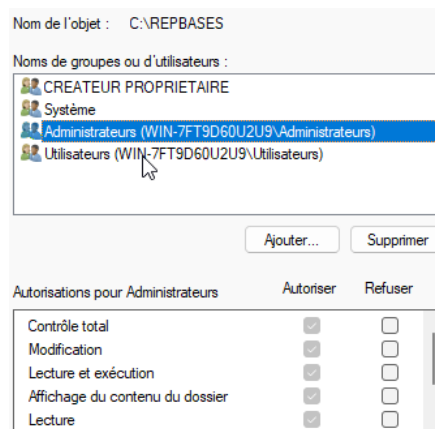 Nom de l'objet : C:\REPBASES
Noms de groupes ou d'utilisateurs :
CREATEUR PROPRIETAIRE
Système
Administrateurs (WIN-7FT9D60U2U9\Administrateurs)
Utilisateurs (WIN-7FT9D60U2U9\Utilisateurs)
Ajouter... Supprimer
Autorisations pour Administrateurs Autoriser Refuser
Contrôle total
Modification
Lecture et exécution
Affichage du contenu du dossier
Lecture